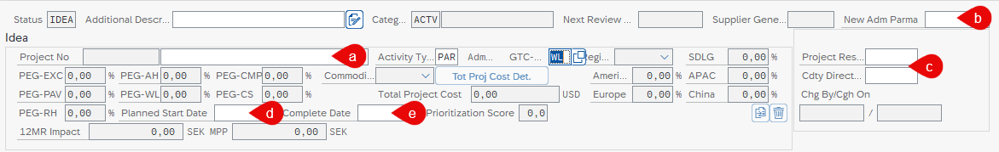 Status IDEA Additional Descr... Categ... ACTV Next Review ... Supplier Gene... New Adm Parma b
Idea
Project No a Activity Ty... PAR Adm... GTC-... WL Regi... SDLG 0,00 % Project Res...
PEG-EXC 0,00 % PEG-AH 0,00 % PEG-CMP 0,00 % Commodi... Tot Proj Cost Det. Ameri... 0,00 % APAC 0,00 % Cdty Direct... c
PEG-PAV 0,00 % PEG-WL 0,00 % PEG-CS 0,00 % Total Project Cost 0,00 USD Europe 0,00 % China 0,00 % Chg By/Cgh On
PEG-RH 0,00 % Planned Start Date d Complete Date e Prioritization Score 0,0 /
12MR Impact 0,00 SEK MPP 0,00 SEK